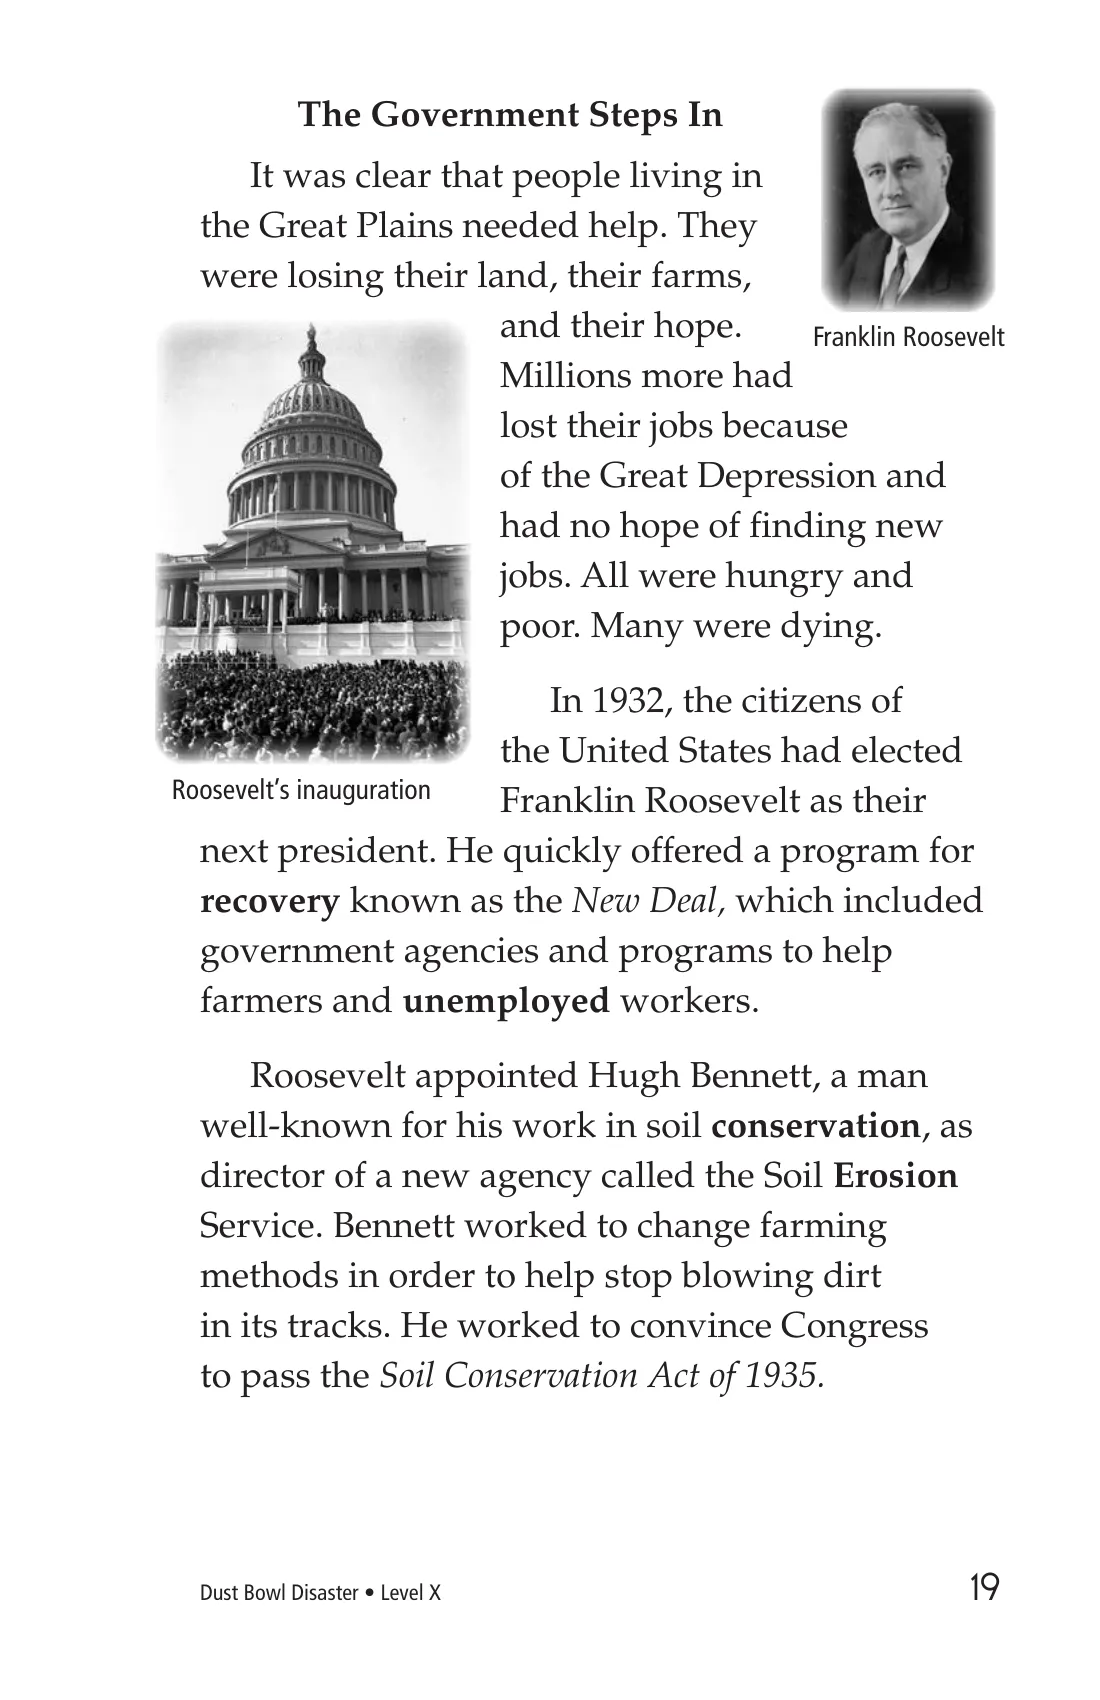 The Government Steps In
It was clear that people living in
the Great Plains needed help. They
were losing their land, their farms,
and their hope.
Millions more had
lost their jobs because
of the Great Depression and
had no hope of finding new
jobs. All were hungry and
poor. Many were dying.
Franklin Roosevelt
Roosevelt's inauguration
In 1932, the citizens of
the United States had elected
Franklin Roosevelt as their
next president. He quickly offered a program for
recovery known as the New Deal, which included
government agencies and programs to help
farmers and unemployed workers.
Roosevelt appointed Hugh Bennett, a man
well-known for his work in soil conservation, as
director of a new agency called the Soil Erosion
Service. Bennett worked to change farming
methods in order to help stop blowing dirt
in its tracks. He worked to convince Congress
to pass the Soil Conservation Act of 1935.
Dust Bowl Disaster • Level X
19